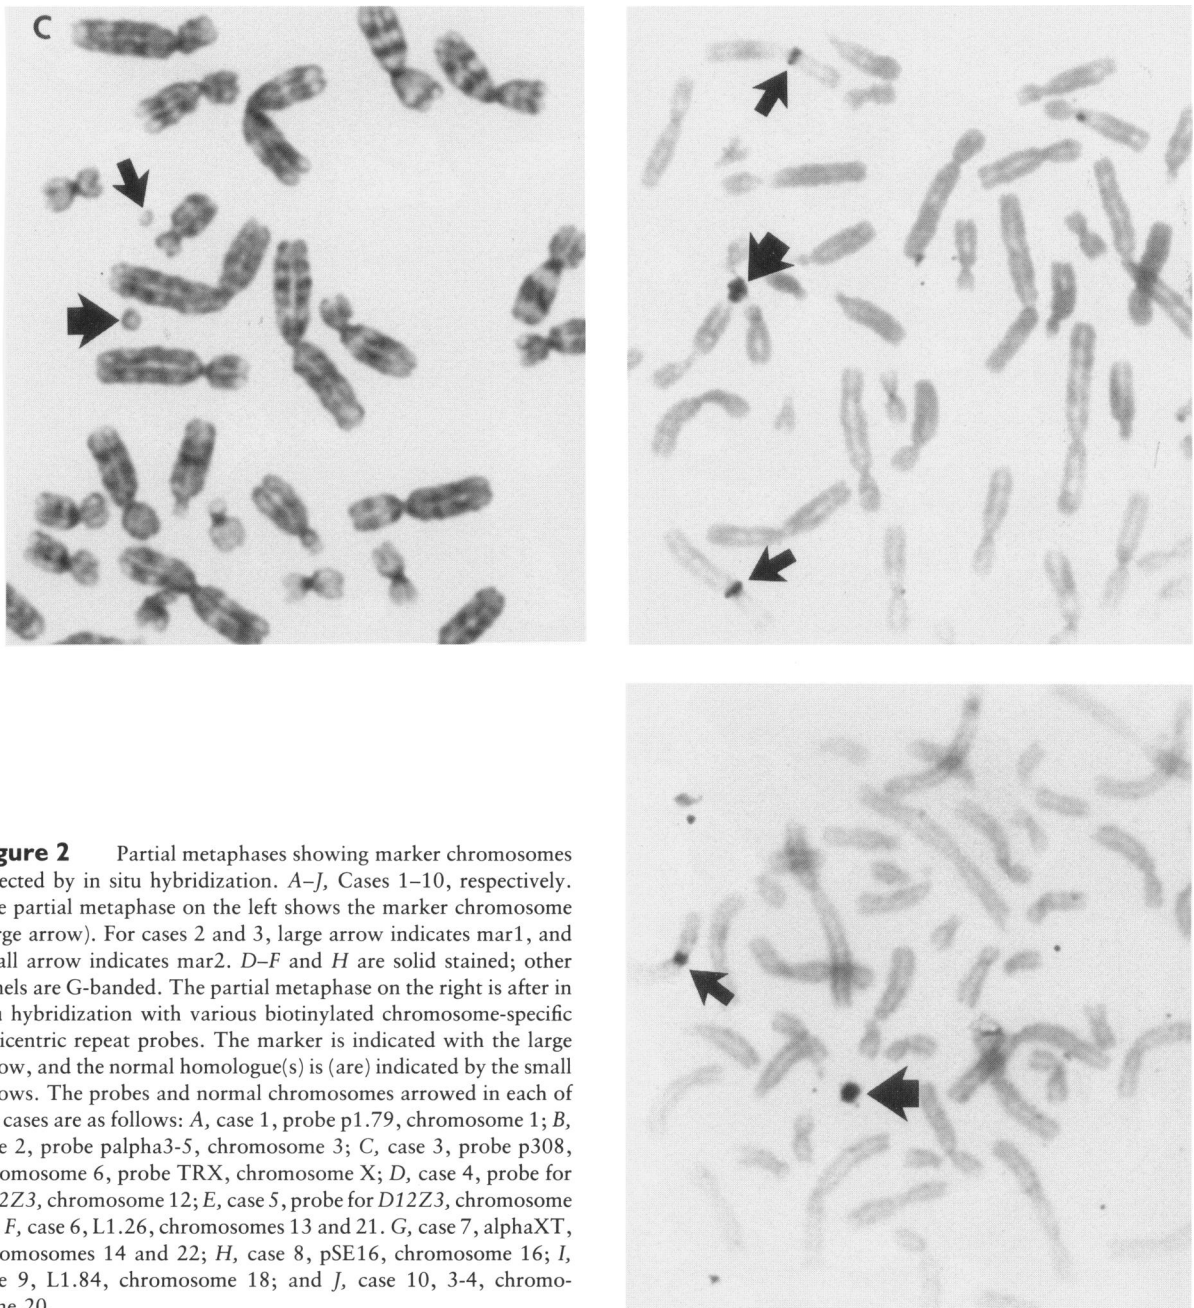 C
gure 2 Partial metaphases showing marker chromosomes
ected by in situ hybridization. A–J, Cases 1–10, respectively.
e partial metaphase on the left shows the marker chromosome
rge arrow). For cases 2 and 3, large arrow indicates mar1, and
all arrow indicates mar2. D–F and H are solid stained; other
nels are G-banded. The partial metaphase on the right is after in
hybridization with various biotinylated chromosome-specific
icentric repeat probes. The marker is indicated with the large
ow, and the normal homologue(s) is (are) indicated by the small
ows. The probes and normal chromosomes arrowed in each of
cases are as follows: A, case 1, probe p1.79, chromosome 1; B,
e 2, probe palpha3-5, chromosome 3; C, case 3, probe p308,
omosome 6, probe TRX, chromosome X; D, case 4, probe for
2Z3, chromosome 12; E, case 5, probe for D12Z3, chromosome
F, case 6, L1.26, chromosomes 13 and 21. G, case 7, alphaXT,
omosomes 14 and 22; H, case 8, pSE16, chromosome 16; I,
e 9, L1.84, chromosome 18; and J, case 10, 3-4, chromo-
me 20